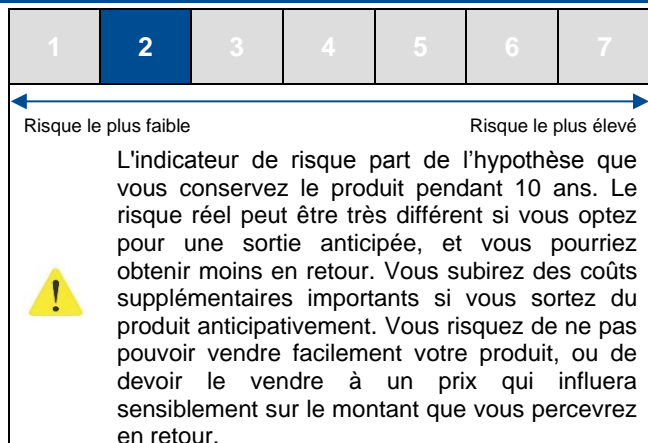 1 2 3 4 5 6 7
Risque le plus faible Risque le plus élevé
L'indicateur de risque part de l’hypothèse que
vous conservez le produit pendant 10 ans. Le
risque réel peut être très différent si vous optez
pour une sortie anticipée, et vous pourriez
obtenir moins en retour. Vous subirez des coûts
supplémentaires importants si vous sortez du
produit anticipativement. Vous risquez de ne pas
pouvoir vendre facilement votre produit, ou de
devoir le vendre à un prix qui influera
sensiblement sur le montant que vous percevrez
en retour.